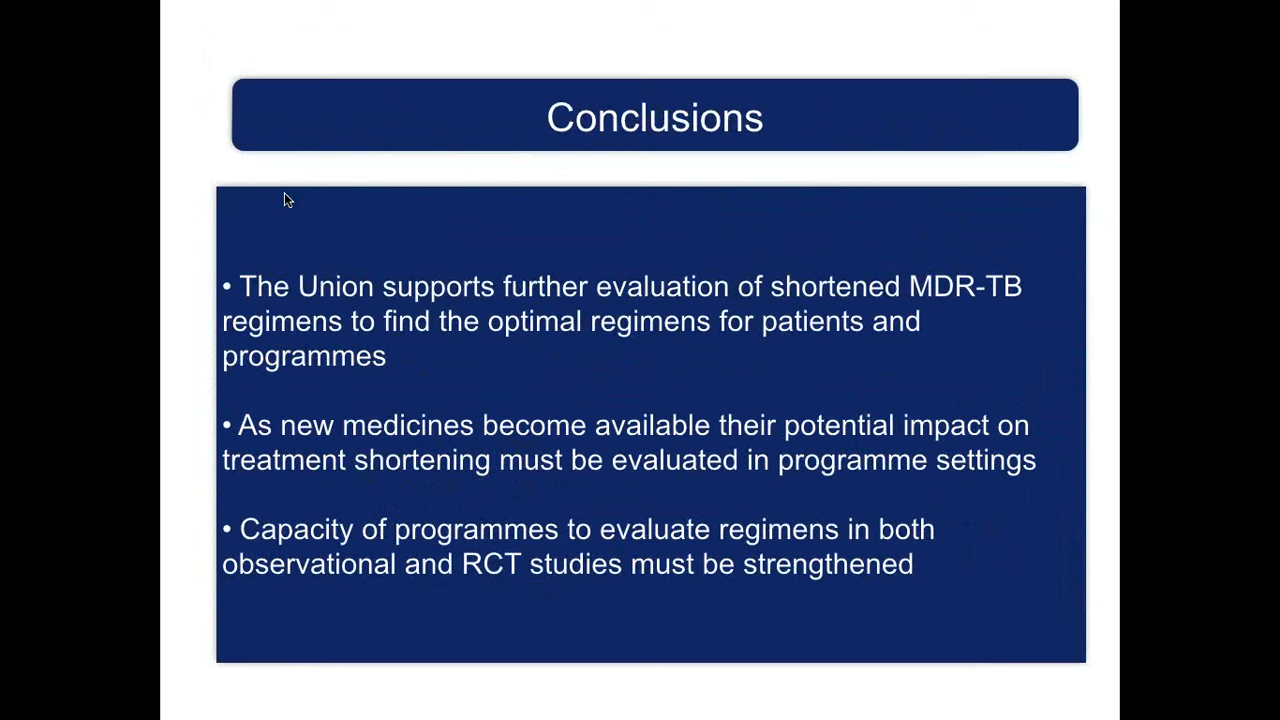 Conclusions
• The Union supports further evaluation of shortened MDR-TB
regimens to find the optimal regimens for patients and
programmes
• As new medicines become available their potential impact on
treatment shortening must be evaluated in programme settings
• Capacity of programmes to evaluate regimens in both
observational and RCT studies must be strengthened